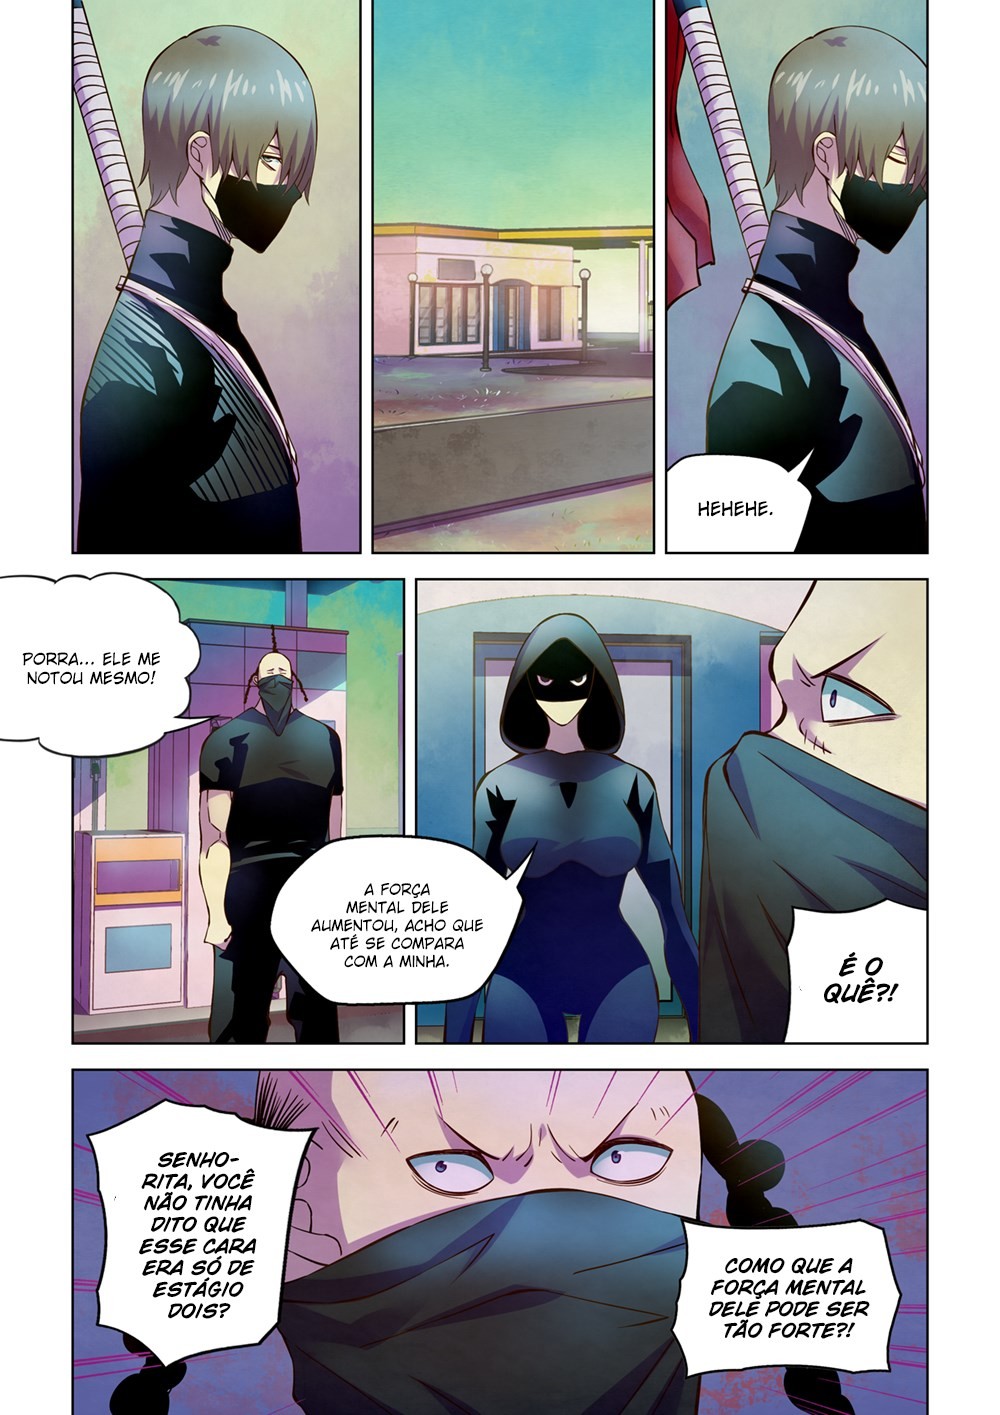 HEHEHE.
PORRA... ELE ME
NOTOU MESMO!
A FORÇA
MENTAL DELE
AUMENTOU, ACHO QUE
ATÉ SE COMPARA
COM A MINHA.
É O
QUÊ?!
SENHO-
RITA, VOCÊ
NÃO TINHA
DITO QUE
ESSE CARA
ERA SÓ DE
ESTÁGIO
DOIS?
COMO QUE A
FORÇA MENTAL
DELE PODE SER
TÃO FORTE?!